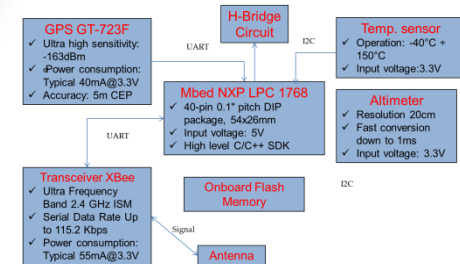 GPS GT-723F
✓ Ultra high sensitivity:
-163dBm
✓ Power consumption:
Typical 40mA@3.3V
✓ Accuracy: 5m CEP
UART
H-Bridge
Circuit
I2C
Temp. sensor
✓ Operation: -40°C ÷
150°C
✓ Input voltage:3.3V
Mbed NXP LPC 1768
✓ 40-pin 0.1" pitch DIP
package, 54x26mm
✓ Input voltage: 5V
✓ High level C/C++ SDK
Altimeter
✓ Resolution 20cm
✓ Fast conversion
down to 1ms
✓ Input voltage: 3.3V
UART
I2C
Transceiver XBee
✓ Ultra Frequency
Band 2.4 GHz ISM
✓ Serial Data Rate Up
to 115.2 Kbps
✓ Power consumption:
Typical 55mA@3.3V
Onboard Flash
Memory
Signal
Antenna